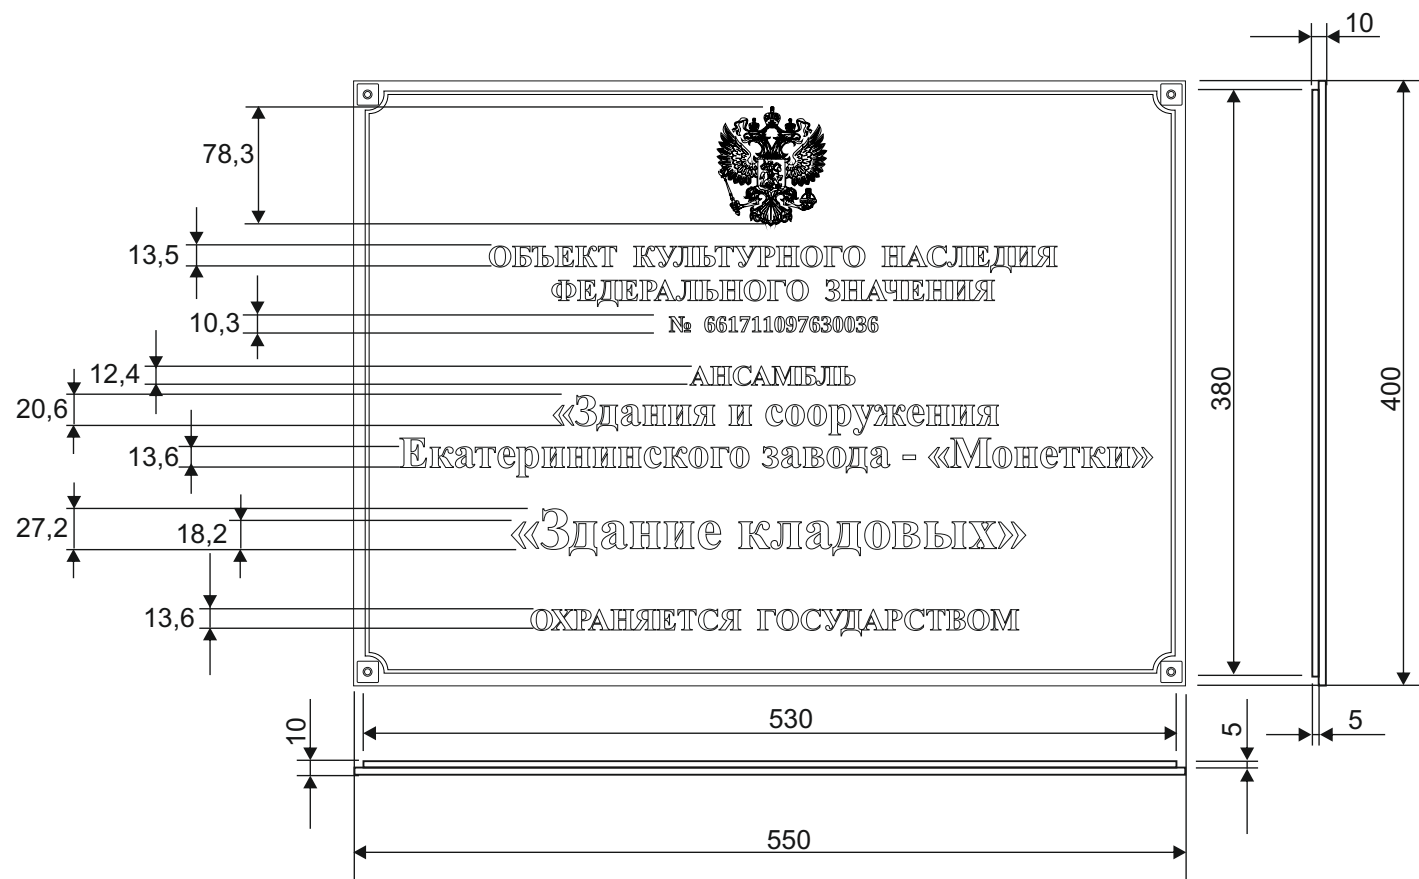 10
78,3
13,5
ОБЪЕКТ КУЛЬТУРНОГО НАСЛЕДИЯ
ФЕДЕРАЛЬНОГО ЗНАЧЕНИЯ
10,3
№ 661711097630036
12,4
АНСАМБЛЬ
380
400
20,6
«Здания и сооружения
13,6
Екатерининского завода - «Монетки»
27,2
18,2
«Здание кладовых»
13,6
ОХРАНЯЕТСЯ ГОСУДАРСТВОМ
10
530
5
5
550